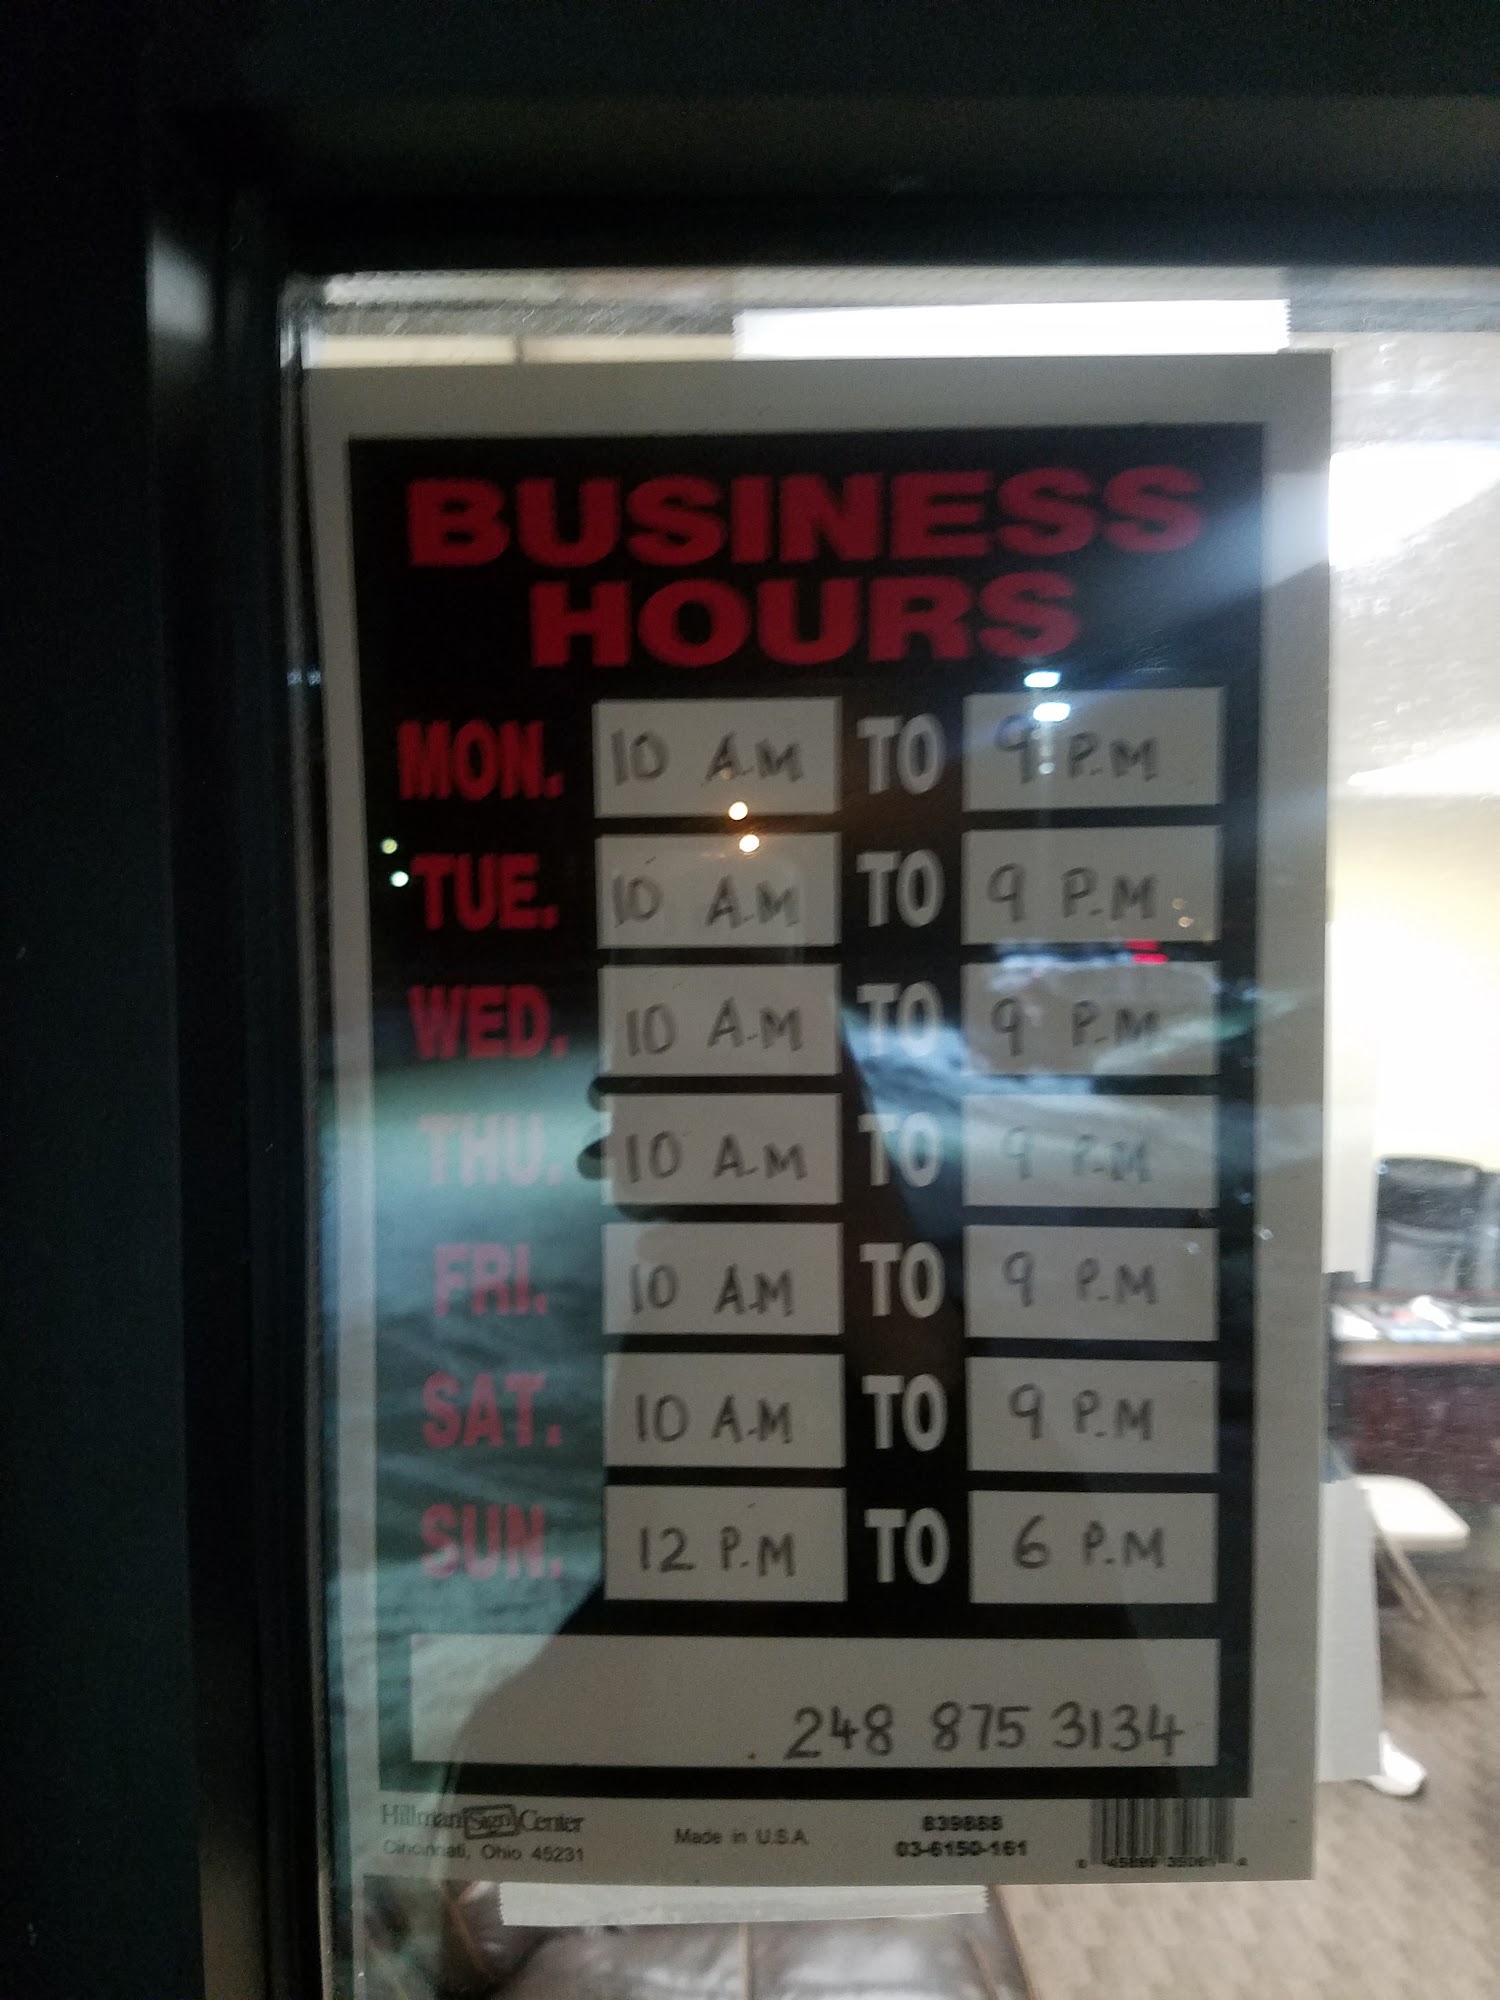 BUSINESS
HOURS
MON. 10 A.M TO 9 P.M
TUE. 10 A.M TO 9 P.M
WED. 10 A.M TO 9 P.M
THU. 10 A.M TO 9 P.M
FRI. 10 A.M TO 9 P.M
SAT. 10 A.M TO 9 P.M
SUN. 12 P.M TO 6 P.M
248 875 3134
Hillman Sign Center
Cincinnati, Ohio 45231
Made in U.S.A.
839888
03-6150-161